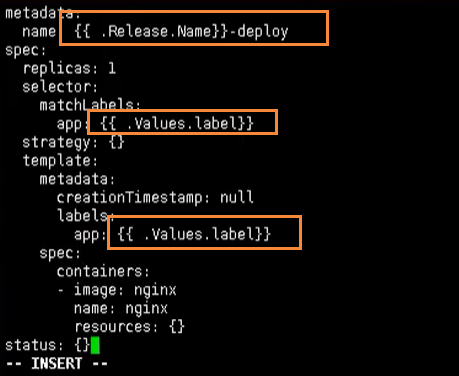 metadata:
  name: {{ .Release.Name}}-deploy
spec:
  replicas: 1
  selector:
    matchLabels:
      app: {{ .Values.label}}
  strategy: {}
  template:
    metadata:
      creationTimestamp: null
      labels:
        app: {{ .Values.label}}
    spec:
      containers:
      - image: nginx
        name: nginx
        resources: {}
status: {}
-- INSERT --